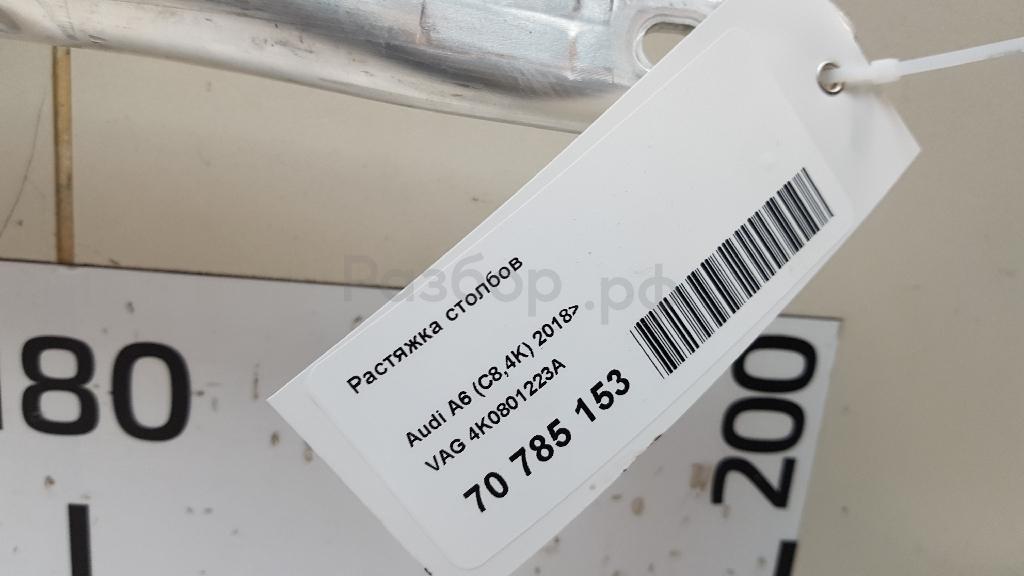 Растяжка столбов
Audi A6 (C8,4K) 2018>
VAG 4K0801223A
70 785 153
Разбор.рф
180
200